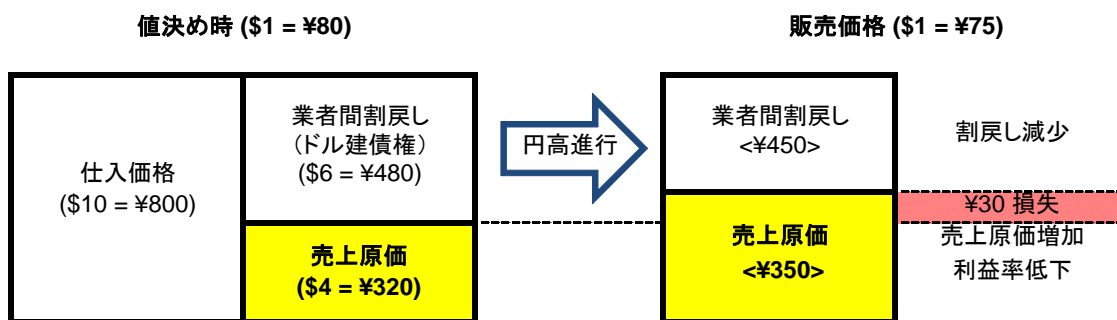 値決め時 ($1 = ¥80)
販売価格 ($1 = ¥75)
仕入価格
($10 = ¥800)
業者間割戻し
（ドル建債権）
($6 = ¥480)
売上原価
($4 = ¥320)
円高進行
業者間割戻し
<¥450>
売上原価
<¥350>
割戻し減少
¥30 損失
売上原価増加
利益率低下